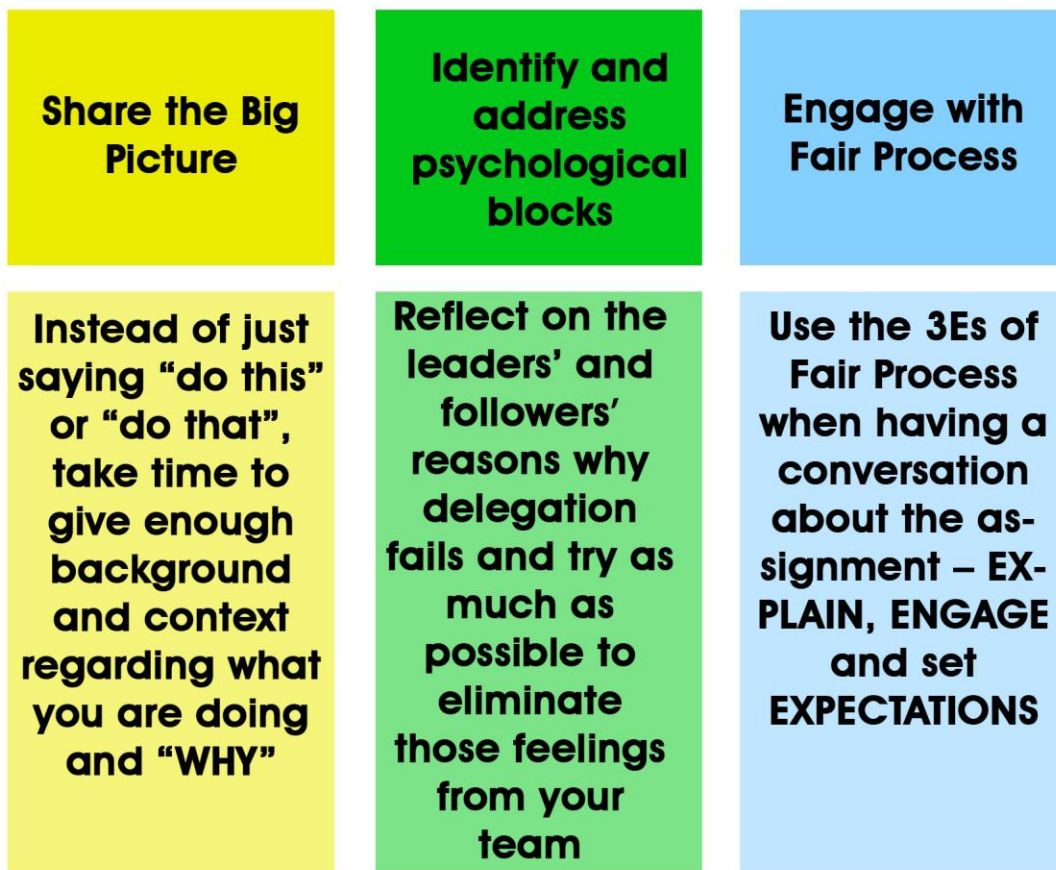 Share the Big
Picture
Instead of just
saying “do this”
or “do that”,
take time to
give enough
background
and context
regarding what
you are doing
and “WHY”
Identify and
address
psychological
blocks
Reflect on the
leaders’ and
followers’
reasons why
delegation
fails and try as
much as
possible to
eliminate
those feelings
from your
team
Engage with
Fair Process
Use the 3Es of
Fair Process
when having a
conversation
about the as-
signment – EX-
PLAIN, ENGAGE
and set
EXPECTATIONS